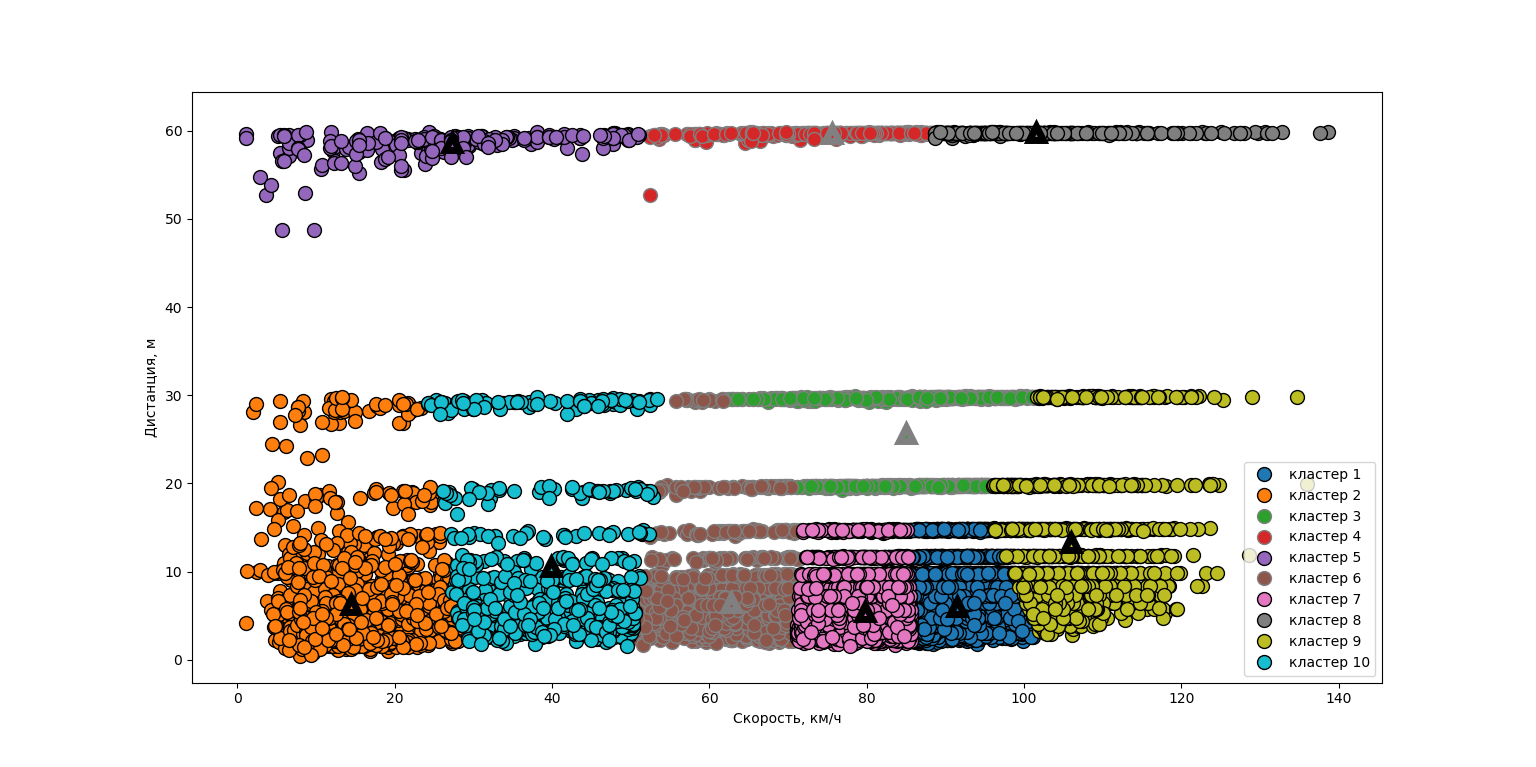 Дистанция, м
60
50
40
30
20
10
0
0 20 40 60 80 100 120 140
Скорость, км/ч
кластер 1
кластер 2
кластер 3
кластер 4
кластер 5
кластер 6
кластер 7
кластер 8
кластер 9
кластер 10